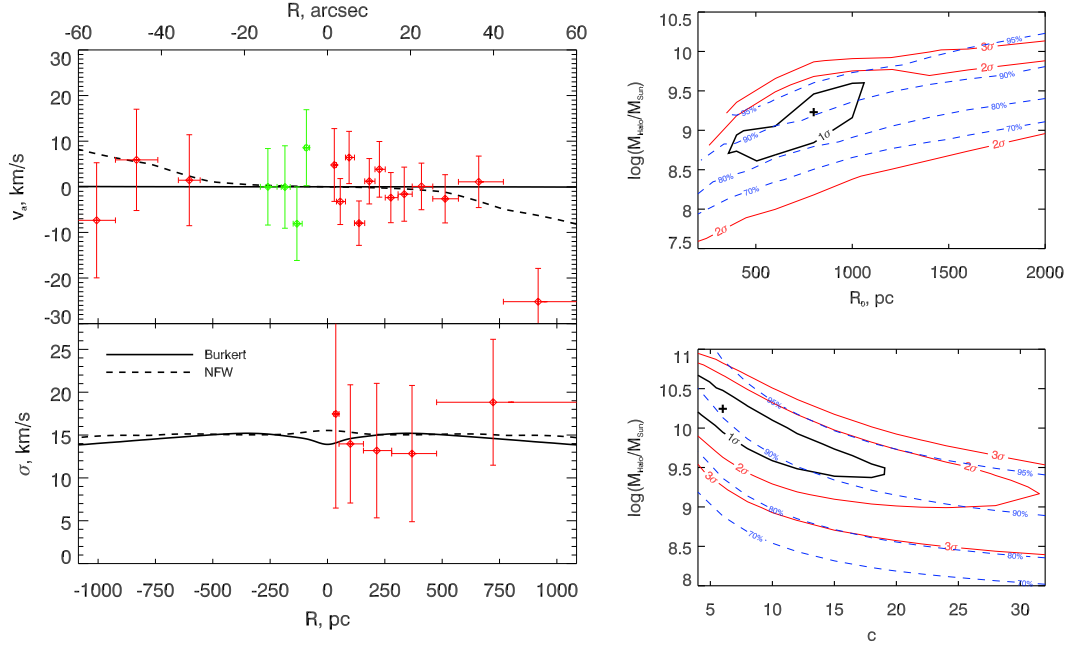 R, arcsec
-60 -40 -20 0 20 40 60
30
20
10
0
-10
-20
-30
v_a, km/s
25
20
15
10
5
0
σ, km/s
Burkert
NFW
-1000 -750 -500 -250 0 250 500 750 1000
R, pc
10.5
10
9.5
9
8.5
8
7.5
log(M_Halo/M_Sun)
3σ
95%
2σ
90%
95%
80%
90%
1σ
70%
80%
2σ
70%
2σ
500 1000 1500 2000
R_0, pc
11
10.5
10
9.5
9
8.5
8
log(M_Halo/M_Sun)
95%
1σ
90%
3σ
2σ
2σ
95%
3σ
90%
80%
70%
3σ
80%
70%
5 10 15 20 25 30
c